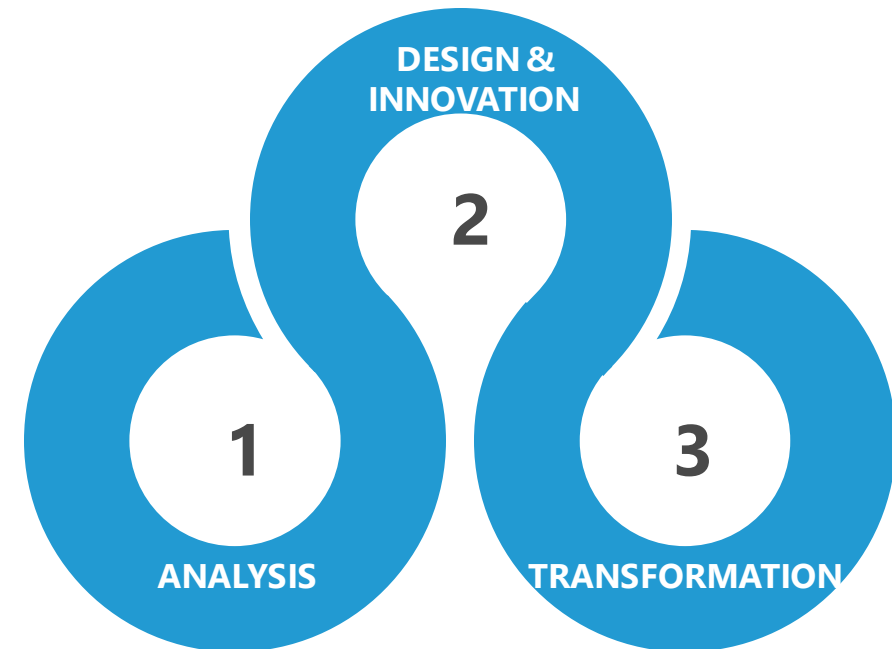 DESIGN &
INNOVATION
2
1
3
ANALYSIS
TRANSFORMATION